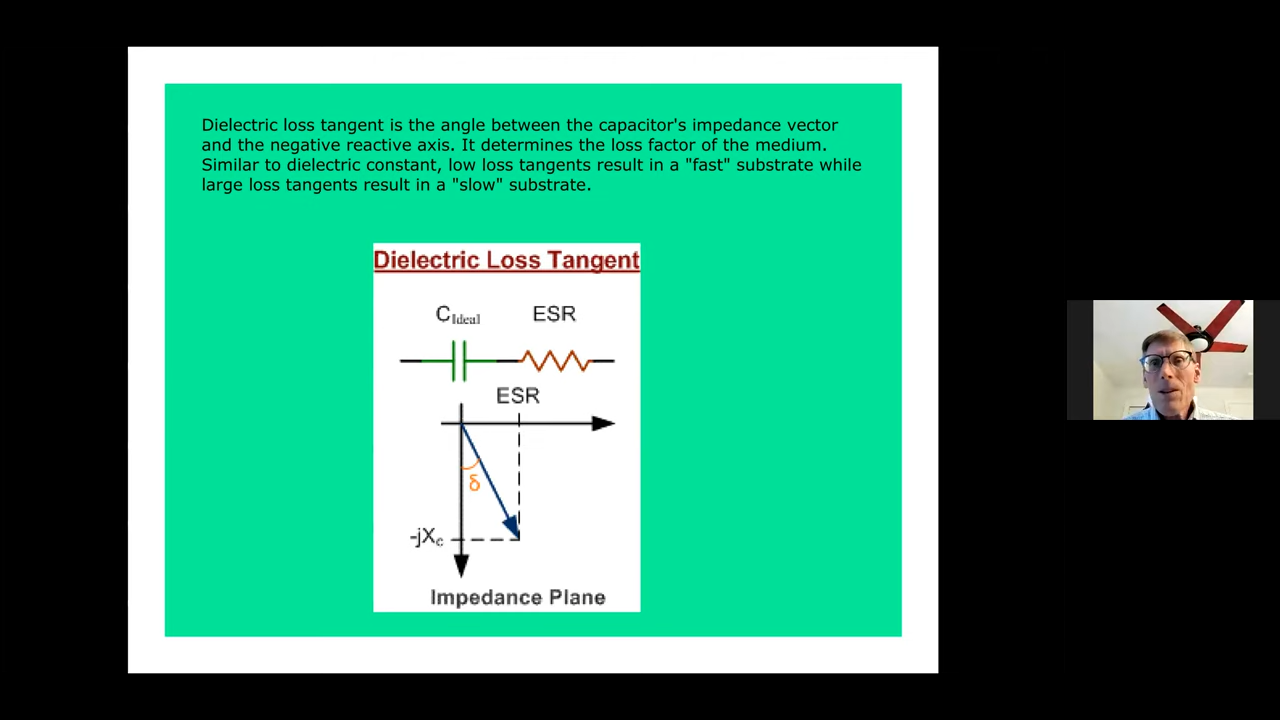 Dielectric loss tangent is the angle between the capacitor's impedance vector
and the negative reactive axis. It determines the loss factor of the medium.
Similar to dielectric constant, low loss tangents result in a "fast" substrate while
large loss tangents result in a "slow" substrate.
Dielectric Loss Tangent
CIdeal ESR
ESR
δ
-jXc
Impedance Plane